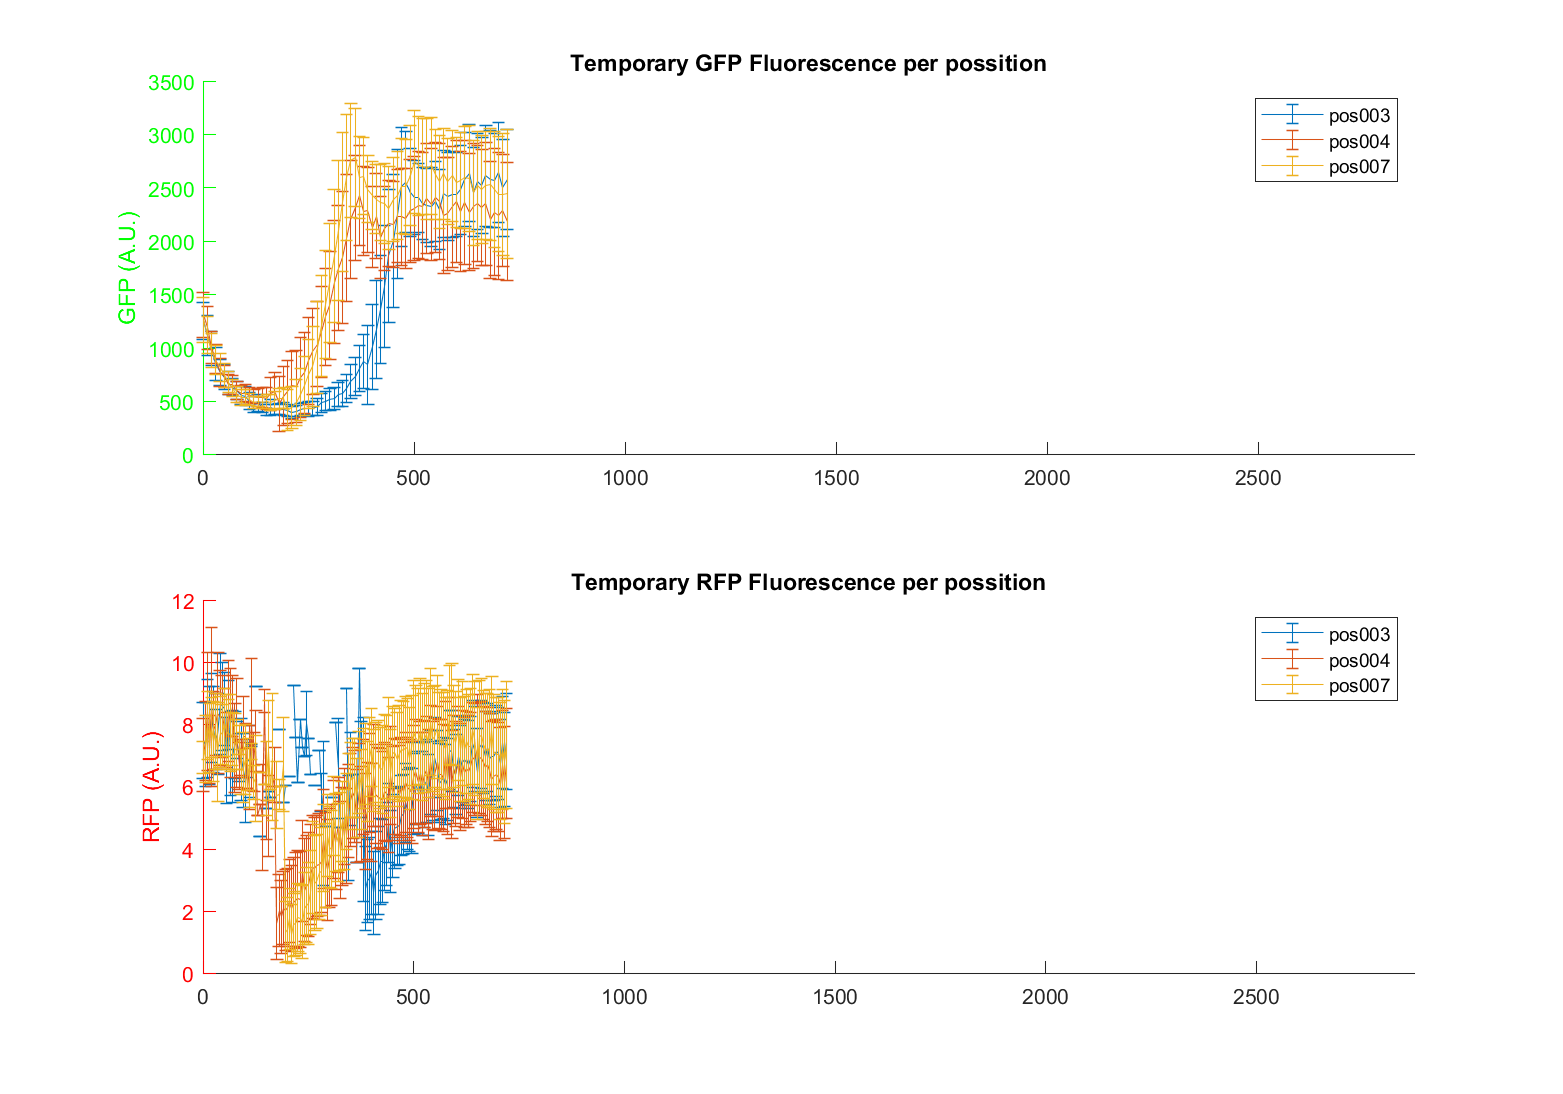 Temporary GFP Fluorescence per possition
3500
3000
2500
2000
1500
1000
500
0
GFP (A.U.)
0 500 1000 1500 2000 2500
pos003
pos004
pos007
Temporary RFP Fluorescence per possition
12
10
8
6
4
2
0
RFP (A.U.)
0 500 1000 1500 2000 2500
pos003
pos004
pos007